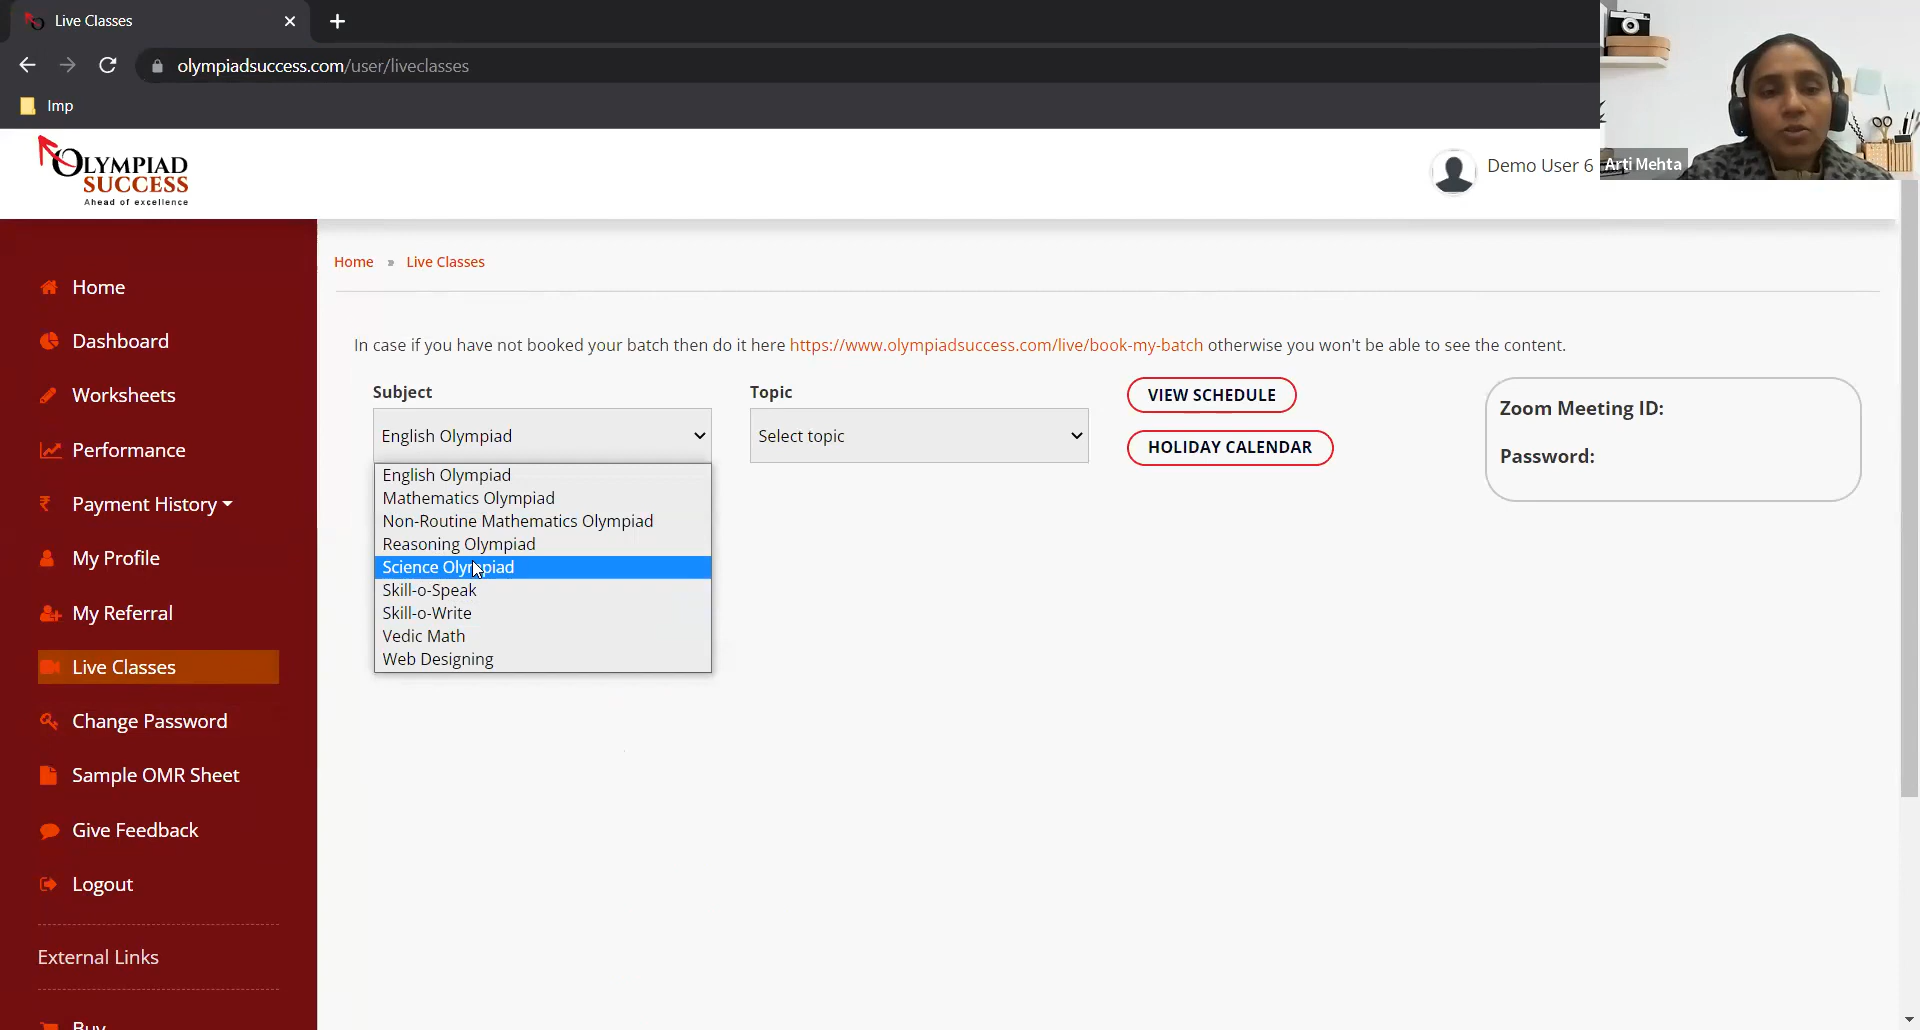 Live Classes
olympiadsuccess.com/user/liveclasses
Imp
OLYMPIAD
SUCCESS
Ahead of excellence
Demo User 6
Arti Mehta
Home
Dashboard
Worksheets
Performance
Payment History
My Profile
My Referral
Live Classes
Change Password
Sample OMR Sheet
Give Feedback
Logout
External Links
Buy
Home » Live Classes
In case if you have not booked your batch then do it here https://www.olympiadsuccess.com/live/book-my-batch otherwise you won't be able to see the content.
Subject
English Olympiad
English Olympiad
Mathematics Olympiad
Non-Routine Mathematics Olympiad
Reasoning Olympiad
Science Olympiad
Skill-o-Speak
Skill-o-Write
Vedic Math
Web Designing
Topic
Select topic
VIEW SCHEDULE
HOLIDAY CALENDAR
Zoom Meeting ID:
Password: